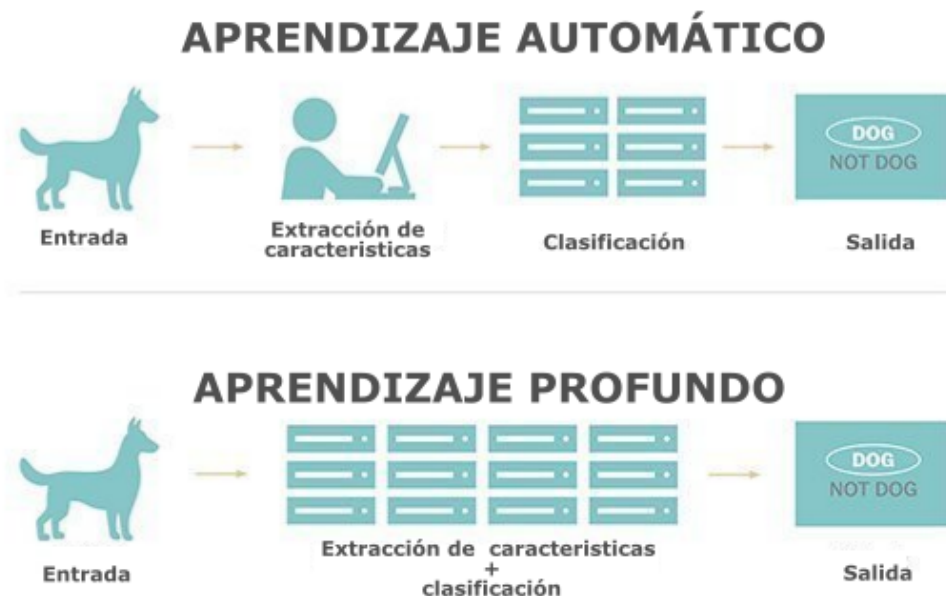 APRENDIZAJE AUTOMÁTICO
DOG
NOT DOG
Entrada
Extracción de
caracteristicas
Clasificación
Salida
APRENDIZAJE PROFUNDO
DOG
NOT DOG
Entrada
Extracción de caracteristicas
+
clasificación
Salida